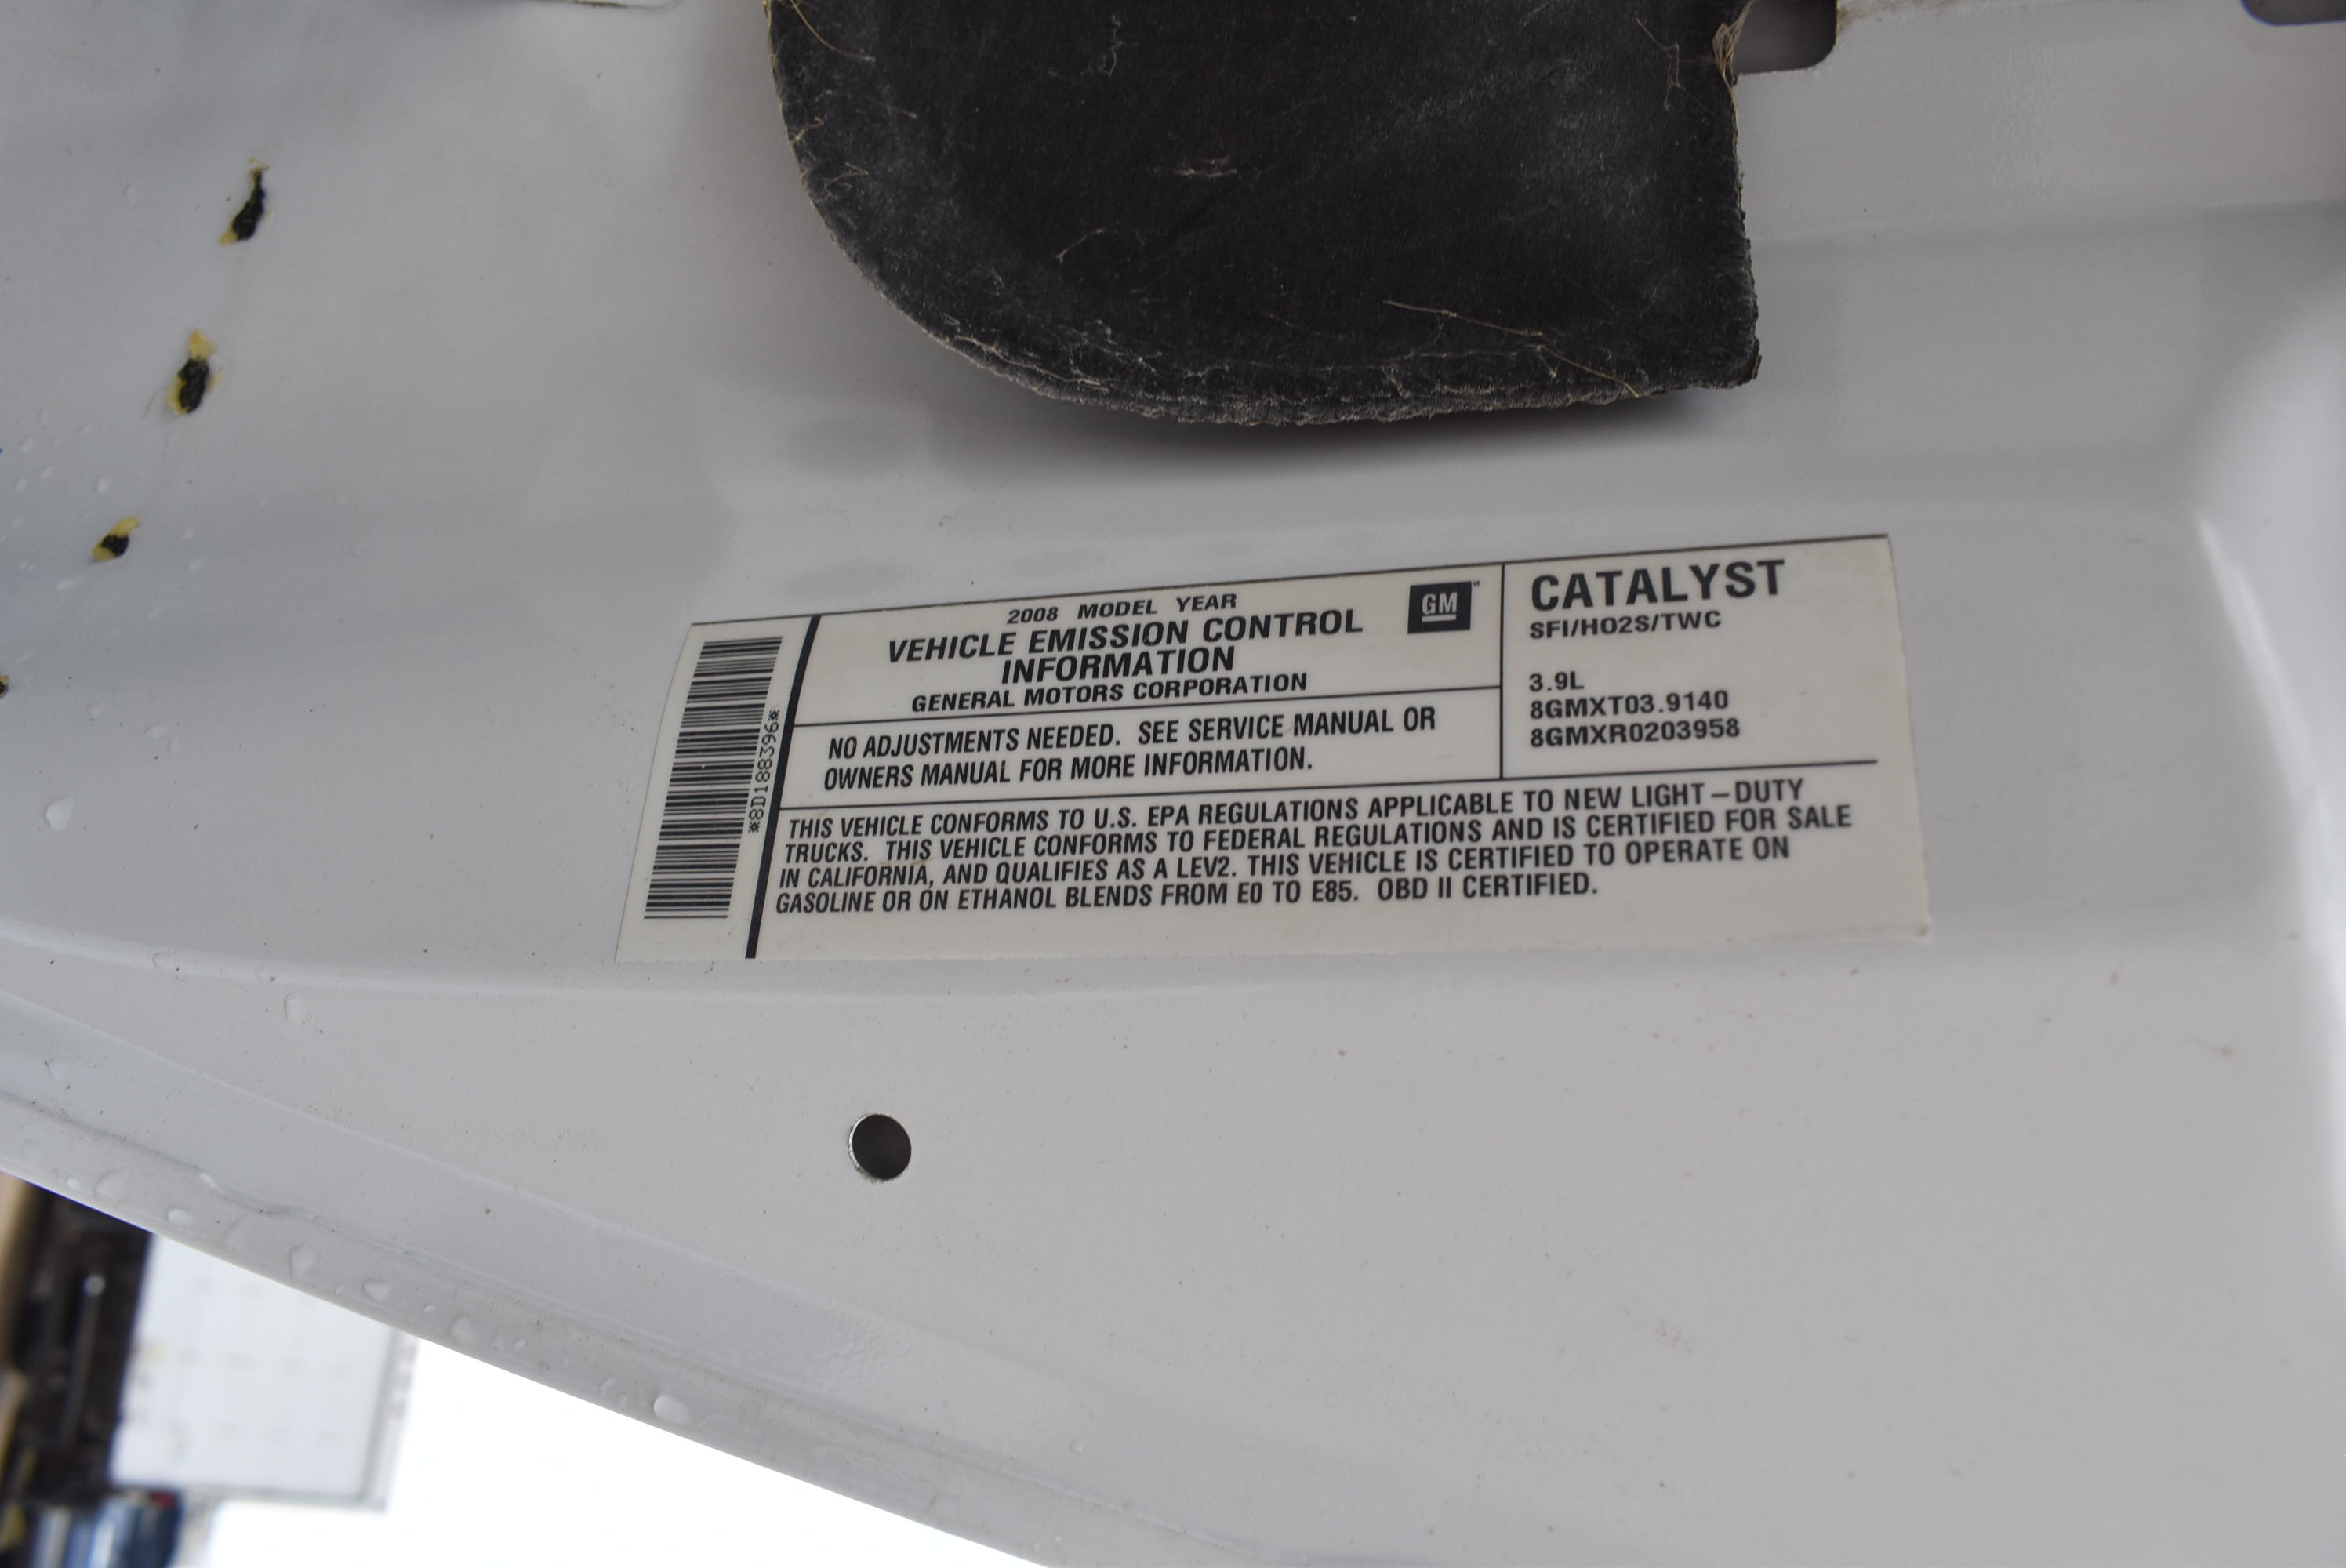 2008 MODEL YEAR
VEHICLE EMISSION CONTROL
INFORMATION
GENERAL MOTORS CORPORATION
GM
NO ADJUSTMENTS NEEDED. SEE SERVICE MANUAL OR
OWNERS MANUAL FOR MORE INFORMATION.
CATALYST
SFI/HO2S/TWC
3.9L
8GMXT03.9140
8GMXR0203958
THIS VEHICLE CONFORMS TO U.S. EPA REGULATIONS APPLICABLE TO NEW LIGHT-DUTY
TRUCKS. THIS VEHICLE CONFORMS TO FEDERAL REGULATIONS AND IS CERTIFIED FOR SALE
IN CALIFORNIA, AND QUALIFIES AS A LEV2. THIS VEHICLE IS CERTIFIED TO OPERATE ON
GASOLINE OR ON ETHANOL BLENDS FROM E0 TO E85. OBD II CERTIFIED.
*8D188396*